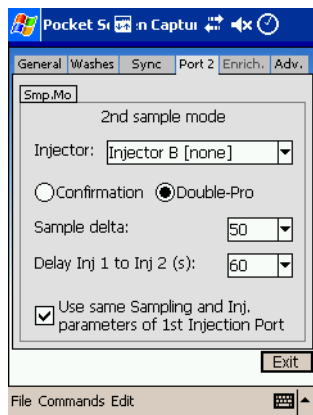 Pocket S :n Captu
General Washes Sync Port 2 Enrich. Adv.
Smp.Mo
2nd sample mode
Injector: Injector B [none]
Confirmation Double-Pro
Sample delta: 50
Delay Inj 1 to Inj 2 (s): 60
Use same Sampling and Inj.
parameters of 1st Injection Port
Exit
File Commands Edit